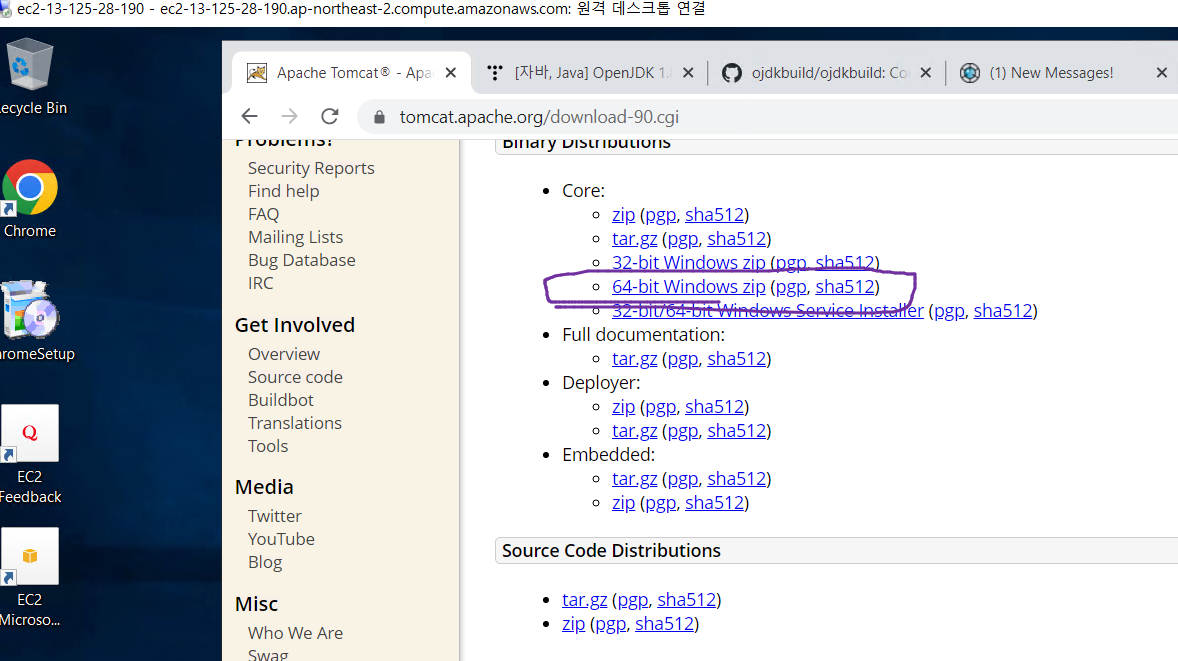 ec2-13-125-28-190 - ec2-13-125-28-190.ap-northeast-2.compute.amazonaws.com: 원격 데스크톱 연결
Apache Tomcat® - Apa
[자바, Java] OpenJDK 1.
ojdkbuild/ojdkbuild: Co
(1) New Messages!
tomcat.apache.org/download-90.cgi
ecycle Bin
Chrome
romeSetup
EC2
Feedback
EC2
Microso...
Problems?
Security Reports
Find help
FAQ
Mailing Lists
Bug Database
IRC
Get Involved
Overview
Source code
Buildbot
Translations
Tools
Media
Twitter
YouTube
Blog
Misc
Who We Are
Swag
Binary Distributions
• Core:
◦ zip (pgp, sha512)
◦ tar.gz (pgp, sha512)
◦ 32-bit Windows zip (pgp, sha512)
◦ 64-bit Windows zip (pgp, sha512)
◦ 32-bit/64-bit Windows Service Installer (pgp, sha512)
• Full documentation:
◦ tar.gz (pgp, sha512)
• Deployer:
◦ zip (pgp, sha512)
◦ tar.gz (pgp, sha512)
• Embedded:
◦ tar.gz (pgp, sha512)
◦ zip (pgp, sha512)
Source Code Distributions
• tar.gz (pgp, sha512)
• zip (pgp, sha512)